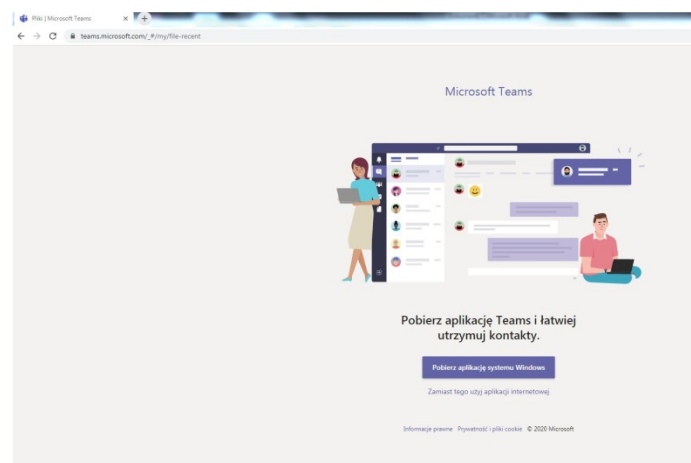 Pliki | Microsoft Teams
teams.microsoft.com/_#/my/file-recent
Microsoft Teams
Pobierz aplikację Teams i łatwiej
utrzymuj kontakty.
Pobierz aplikację systemu Windows
Zamiast tego użyj aplikacji internetowej
Informacje prawne Prywatność i pliki cookie © 2020 Microsoft